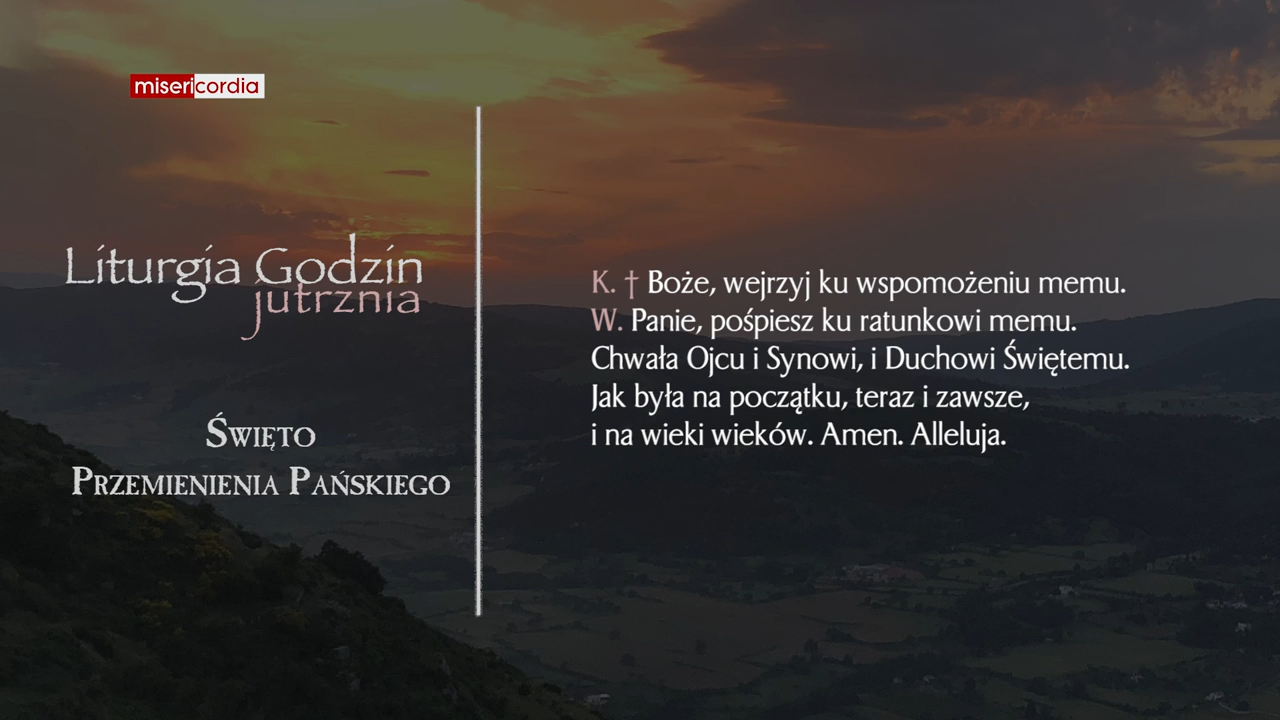 misericordia
Liturgia Godzin
jutrznia
Święto
Przemienienia Pańskiego
K. † Boże, wejrzyj ku wspomożeniu memu.
W. Panie, pośpiesz ku ratunkowi memu.
Chwała Ojcu i Synowi, i Duchowi Świętemu.
Jak była na początku, teraz i zawsze,
i na wieki wieków. Amen. Alleluja.